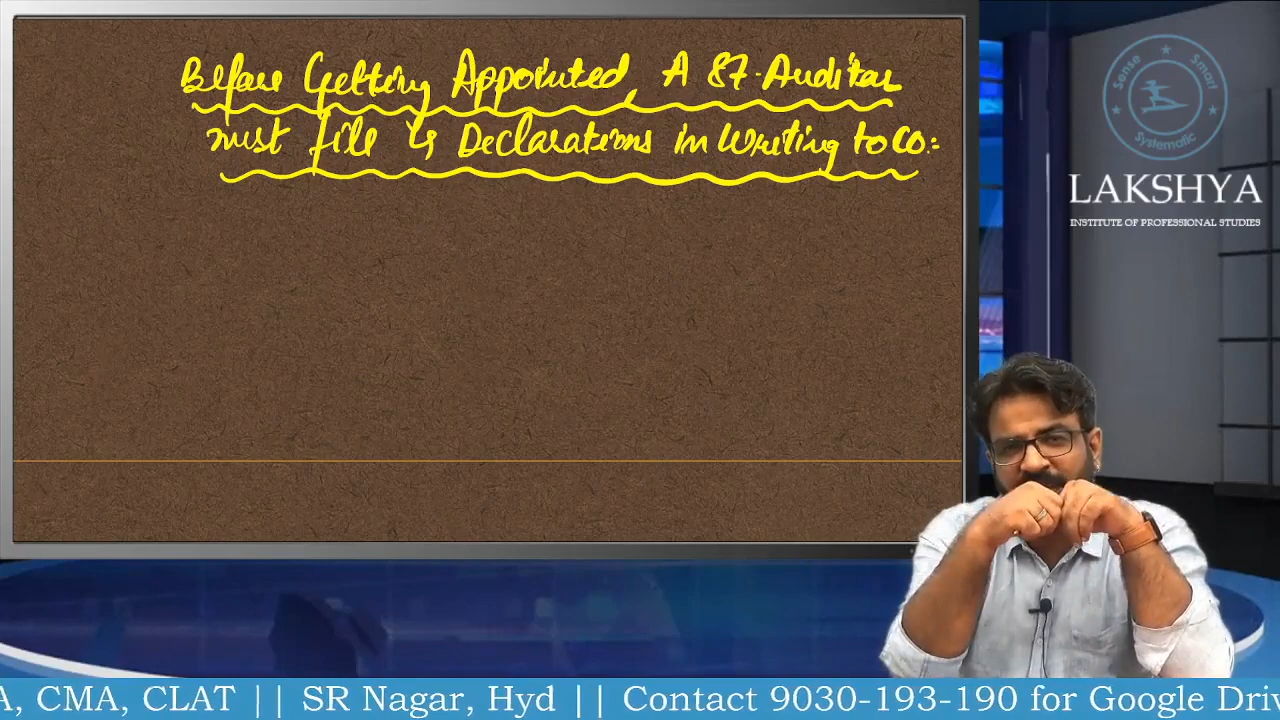 Before Getting Appointed, A St. Auditor
must file 4 Declarations in Writing to Co:-
Sense Smart
Systematic
LAKSHYA
INSTITUTE OF PROFESSIONAL STUDIES
A, CMA, CLAT || SR Nagar, Hyd || Contact 9030-193-190 for Google Driv